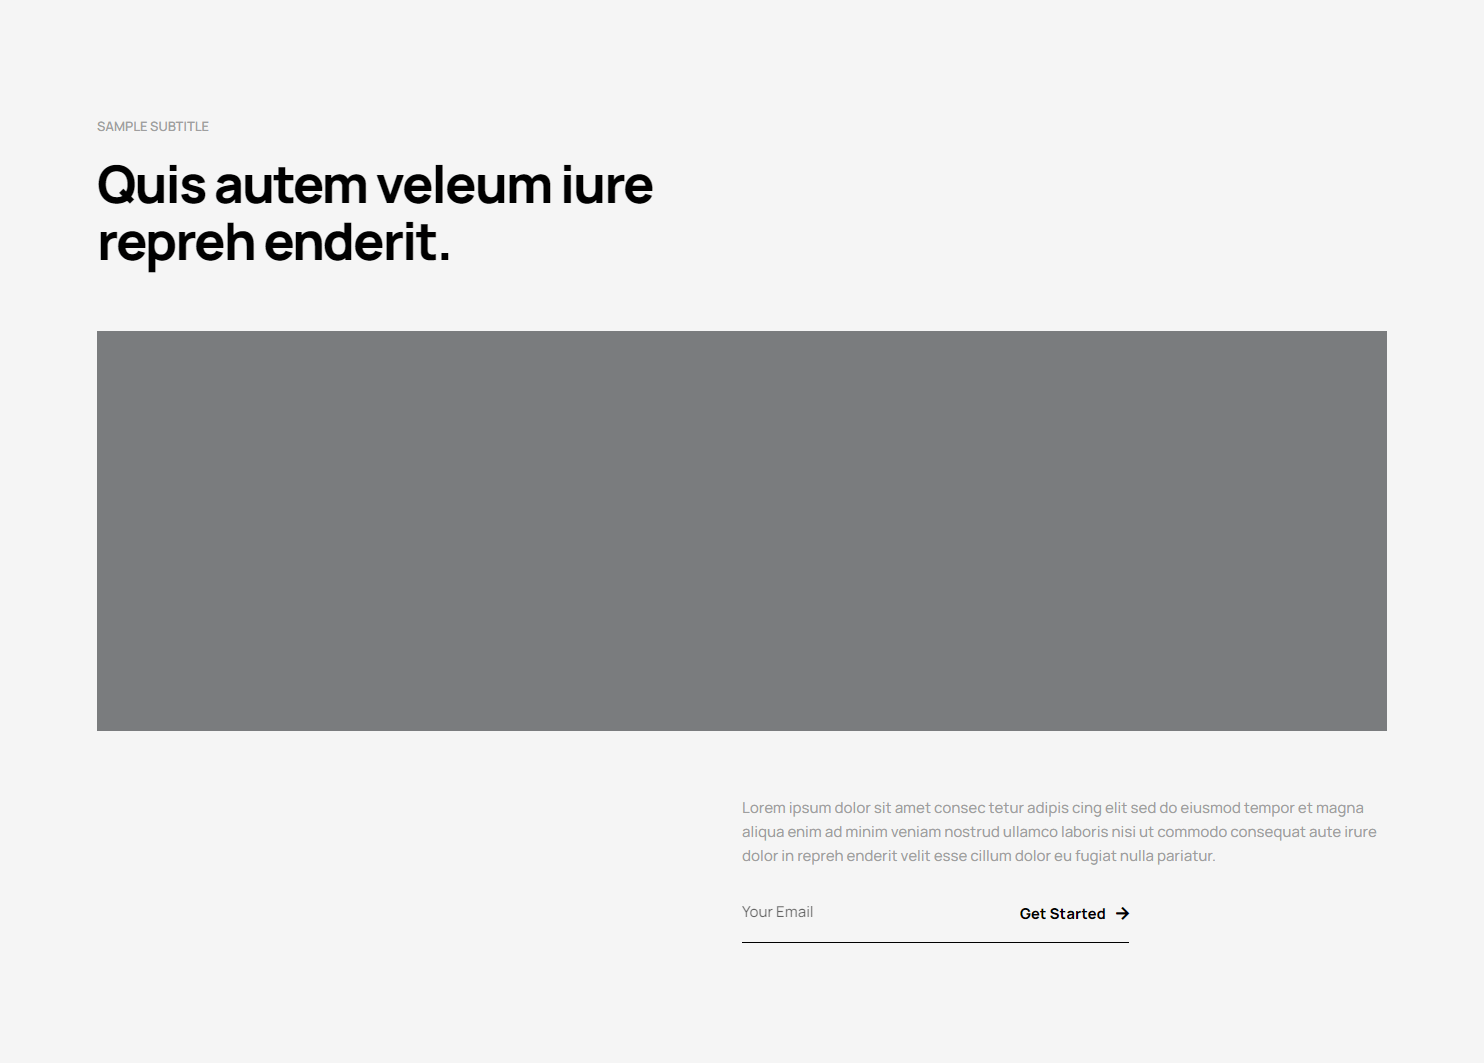 SAMPLE SUBTITLE
Quis autem veleum iure
repreh enderit.
Lorem ipsum dolor sit amet consec tetur adipis cing elit sed do eiusmod tempor et magna
aliqua enim ad minim veniam nostrud ullamco laboris nisi ut commodo consequat aute irure
dolor in repreh enderit velit esse cillum dolor eu fugiat nulla pariatur.
Your Email
Get Started